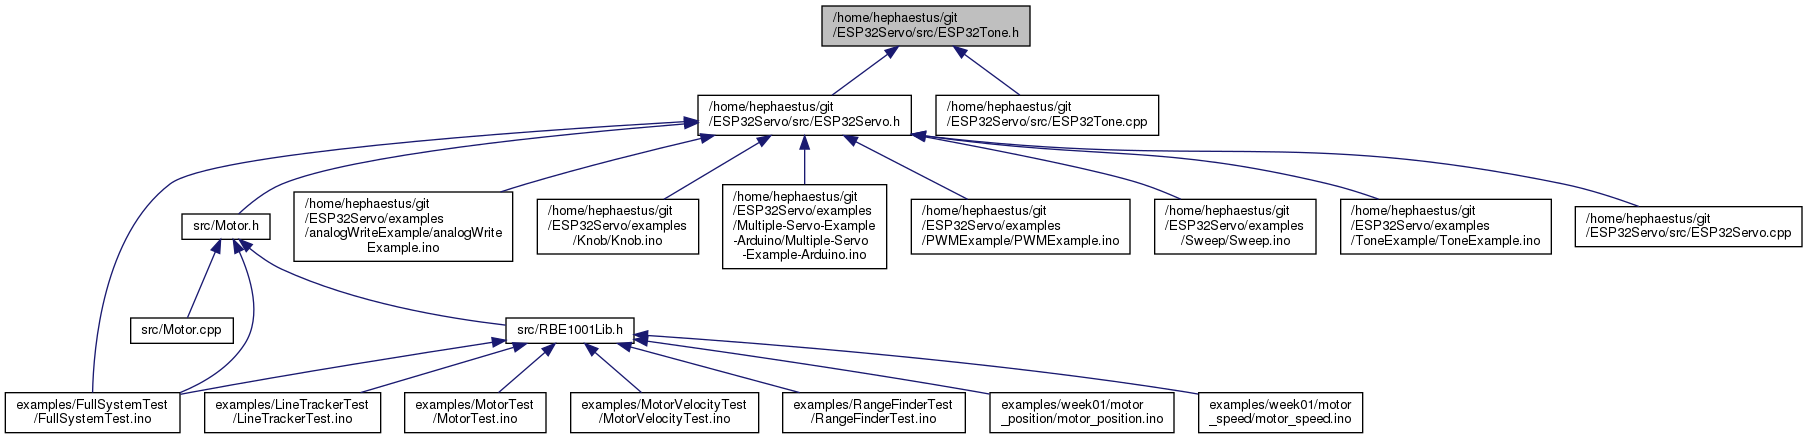 /home/hephaestus/git
/ESP32Servo/src/ESP32Tone.h
/home/hephaestus/git
/ESP32Servo/src/ESP32Servo.h
/home/hephaestus/git
/ESP32Servo/src/ESP32Tone.cpp
src/Motor.h
/home/hephaestus/git
/ESP32Servo/examples
/analogWriteExample/analogWrite
Example.ino
/home/hephaestus/git
/ESP32Servo/examples
/Knob/Knob.ino
/home/hephaestus/git
/ESP32Servo/examples
/Multiple-Servo-Example
-Arduino/Multiple-Servo
-Example-Arduino.ino
/home/hephaestus/git
/ESP32Servo/examples
/PWMExample/PWMExample.ino
/home/hephaestus/git
/ESP32Servo/examples
/Sweep/Sweep.ino
/home/hephaestus/git
/ESP32Servo/examples
/ToneExample/ToneExample.ino
/home/hephaestus/git
/ESP32Servo/src/ESP32Servo.cpp
src/Motor.cpp
src/RBE1001Lib.h
examples/FullSystemTest
/FullSystemTest.ino
examples/LineTrackerTest
/LineTrackerTest.ino
examples/MotorTest
/MotorTest.ino
examples/MotorVelocityTest
/MotorVelocityTest.ino
examples/RangeFinderTest
/RangeFinderTest.ino
examples/week01/motor
_position/motor_position.ino
examples/week01/motor
_speed/motor_speed.ino